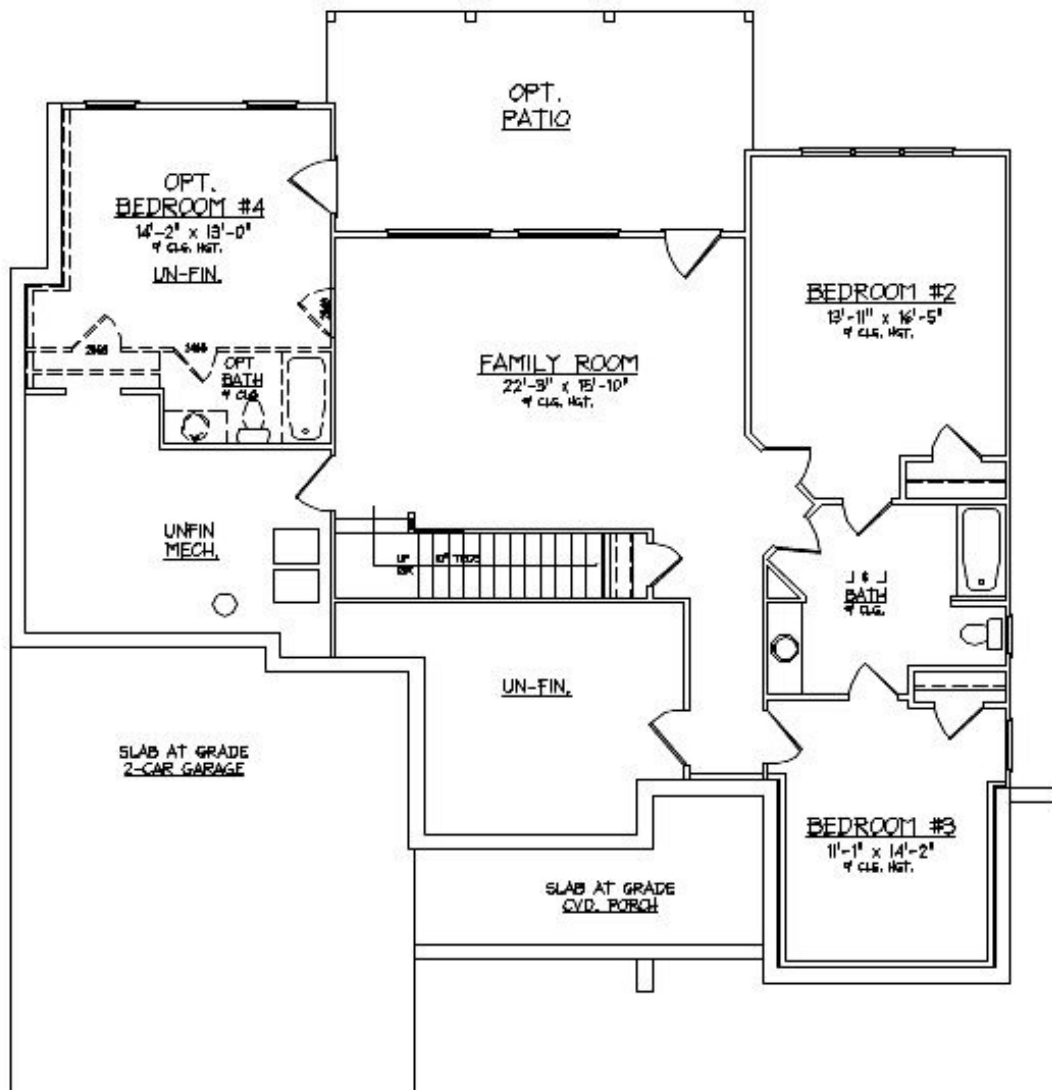 OPT.
PATIO
OPT.
BEDROOM #4
14'-2" x 13'-0"
9' CLG. HGT.
UN-FIN.
BEDROOM #2
13'-11" x 16'-5"
9' CLG. HGT.
FAMILY ROOM
22'-3" x 15'-10"
9' CLG. HGT.
OPT
BATH
9' CLG.
UNFIN
MECH.
UP
BATH
9' CLG.
UN-FIN.
SLAB AT GRADE
2-CAR GARAGE
BEDROOM #3
11'-1" x 14'-2"
9' CLG. HGT.
SLAB AT GRADE
CVD. PORCH